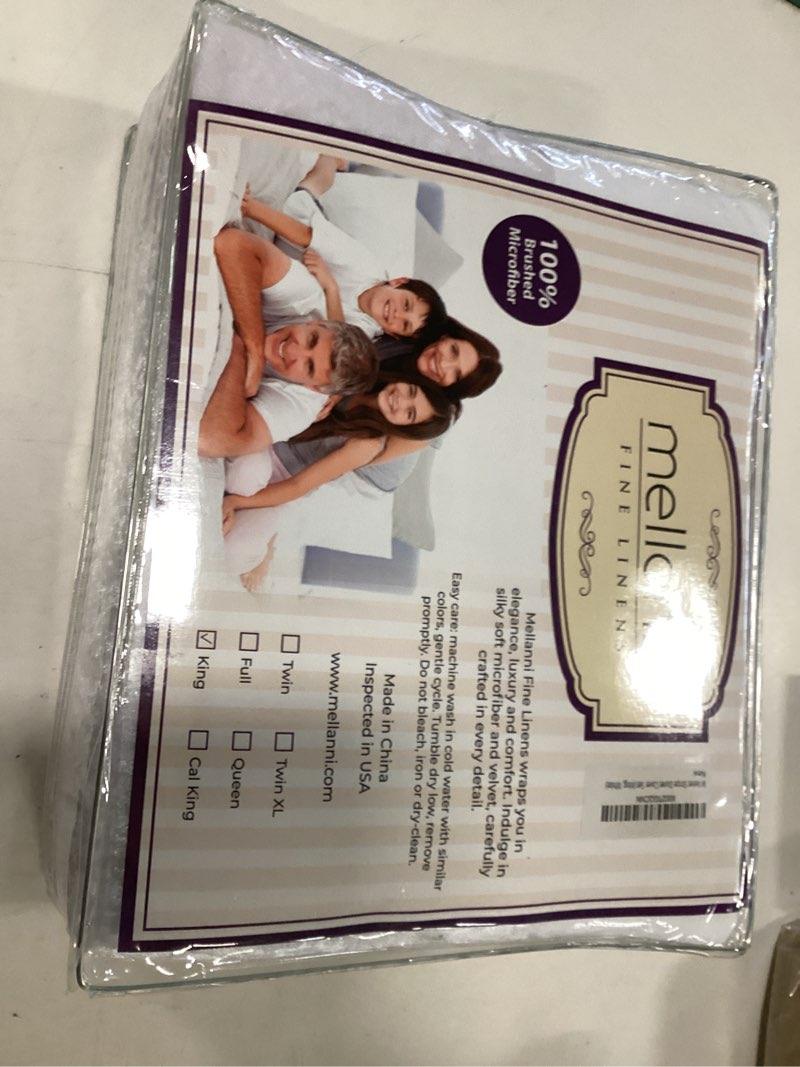 100%
Brushed
Microfiber
FINE LINENS
Mellanni Fine Linens wraps you in
elegance, luxury and comfort. Indulge in
silky soft microfiber and velvet, carefully
crafted in every detail.
Easy care: machine wash in cold water with similar
colors, gentle cycle. Tumble dry low, remove
promptly. Do not bleach, iron or dry-clean.
Made in China
Inspected in USA
www.mellanni.com
Twin
Twin XL
Full
Queen
King
Cal King
New